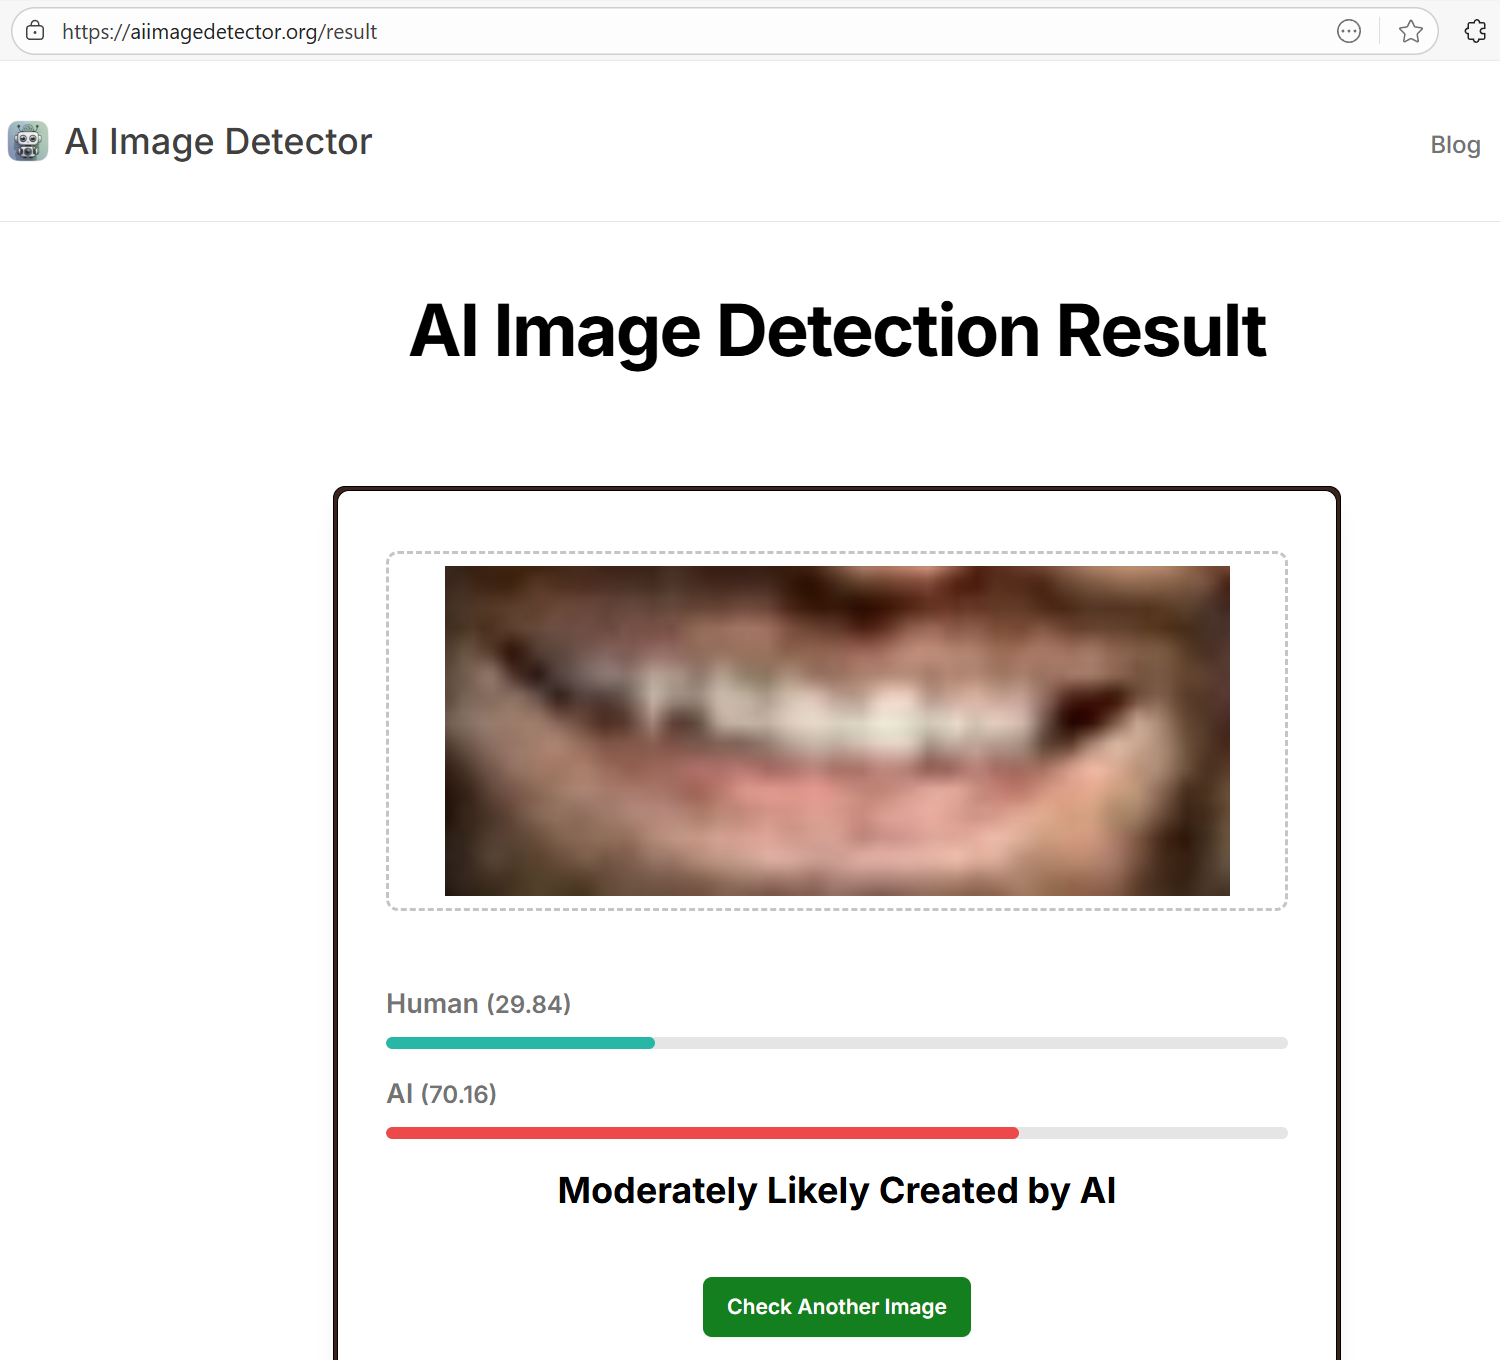 https://aiimagedetector.org/result
AI Image Detector
Blog
AI Image Detection Result
Human (29.84)
AI (70.16)
Moderately Likely Created by AI
Check Another Image